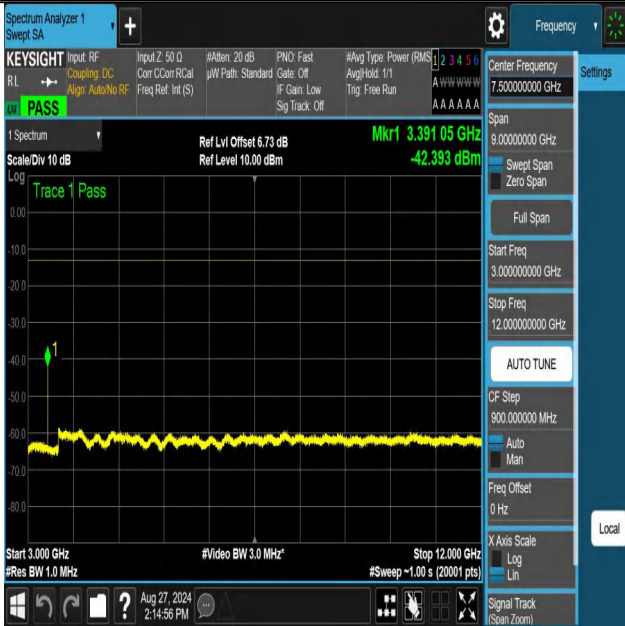 Spectrum Analyzer 1
Swept SA
+
Frequency
KEYSIGHT
RL
PASS
Input: RF
Coupling: DC
Align: Auto/No RF
Input Z: 50 Ω
Corr CCorr RCal
Freq Ref: Int (S)
#Atten: 20 dB
µW Path: Standard
PNO: Fast
Gate: Off
IF Gain: Low
Sig Track: Off
#Avg Type: Power (RMS
Avg|Hold: 1/1
Trig: Free Run
1 2 3 4 5 6
A W W W W W
A A A A A A
1 Spectrum
Scale/Div 10 dB
Ref Lvl Offset 6.73 dB
Ref Level 10.00 dBm
Mkr1 3.391 05 GHz
-42.393 dBm
Log
Trace 1 Pass
0.00
-10.0
-20.0
-30.0
-40.0
-50.0
-60.0
-70.0
-80.0
1
Start 3.000 GHz
#Res BW 1.0 MHz
#Video BW 3.0 MHz*
Stop 12.000 GHz
#Sweep ~1.00 s (20001 pts)
Center Frequency
7.500000000 GHz
Settings
Span
9.00000000 GHz
Swept Span
Zero Span
Full Span
Start Freq
3.000000000 GHz
Stop Freq
12.000000000 GHz
AUTO TUNE
CF Step
900.000000 MHz
Auto
Man
Freq Offset
0 Hz
X Axis Scale
Log
Lin
Local
Signal Track
(Span Zoom)
?
Aug 27, 2024
2:14:56 PM